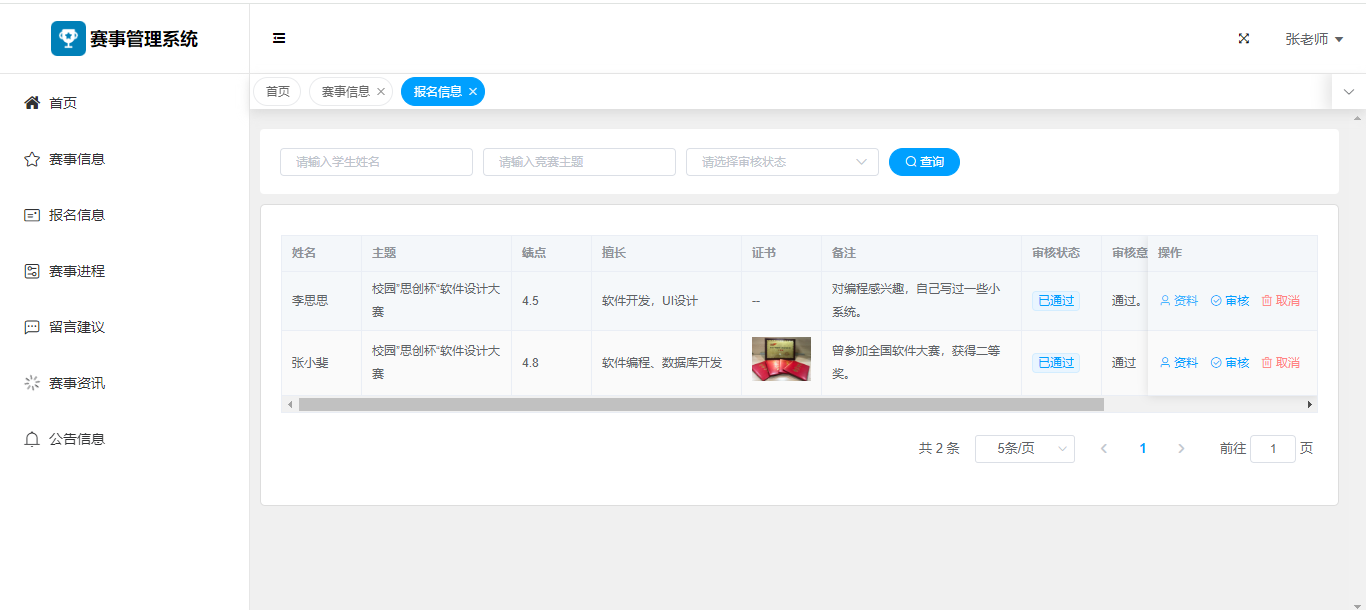 赛事管理系统
张老师
首页
赛事信息
报名信息
赛事进程
留言建议
赛事资讯
公告信息
首页 赛事信息 报名信息
请输入学生姓名 请输入竞赛主题 请选择审核状态 查询
姓名 主题 绩点 擅长 证书 备注 审核状态 审核意 操作
李思思 校园”思创杯“软件设计大 4.5 软件开发，UI设计 -- 对编程感兴趣，自己写过一些小 已通过 通过。 资料 审核 取消
赛 系统。
张小斐 校园”思创杯“软件设计大 4.8 软件编程、数据库开发 曾参加全国软件大赛，获得二等 已通过 通过 资料 审核 取消
赛 奖。
共 2 条 5条/页 1 前往 1 页